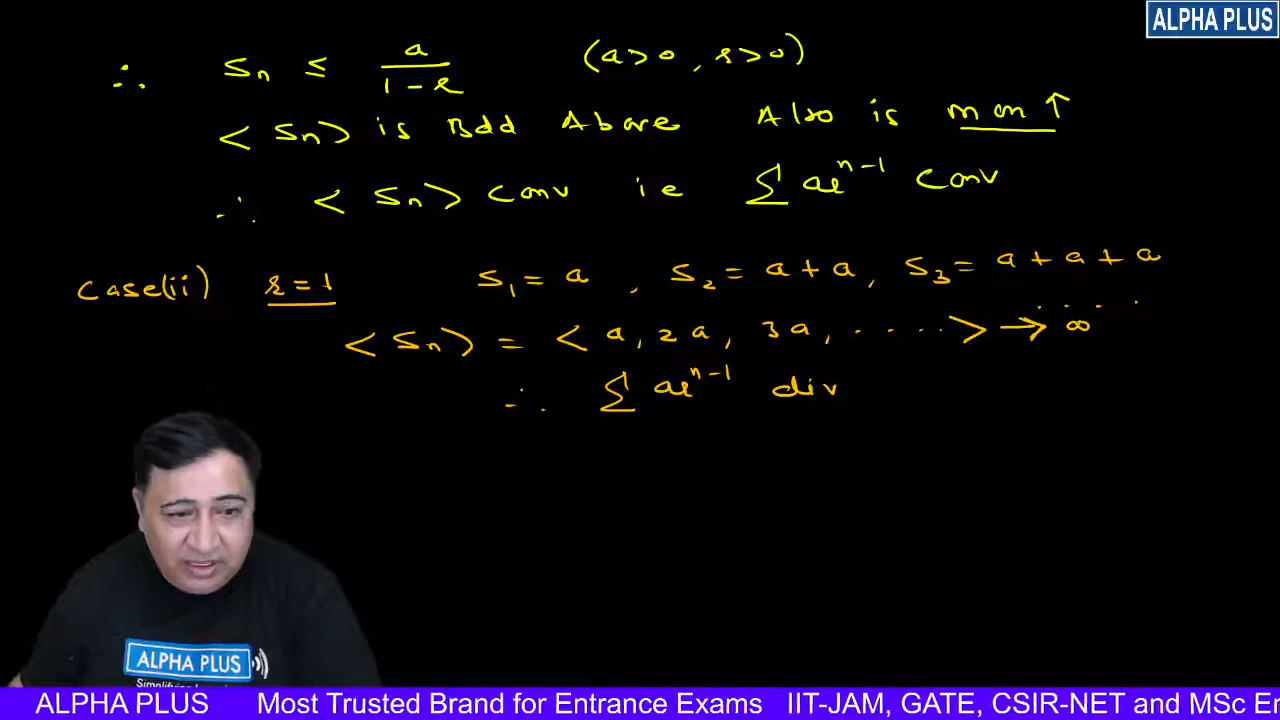 ALPHA PLUS
∴ Sn ≤ a/(1-r) (a>0, r>0)
<Sn> is Bdd Above Also is mon↑
∴ <Sn> conv ie ∑ar^(n-1) conv
Case(ii) r=1 S₁=a, S₂=a+a, S₃=a+a+a
. . . .
<Sn> = <a, 2a, 3a, .....> → ∞
∴ ∑ar^(n-1) div
ALPHA PLUS
ALPHA PLUS Most Trusted Brand for Entrance Exams IIT-JAM, GATE, CSIR-NET and MSc En